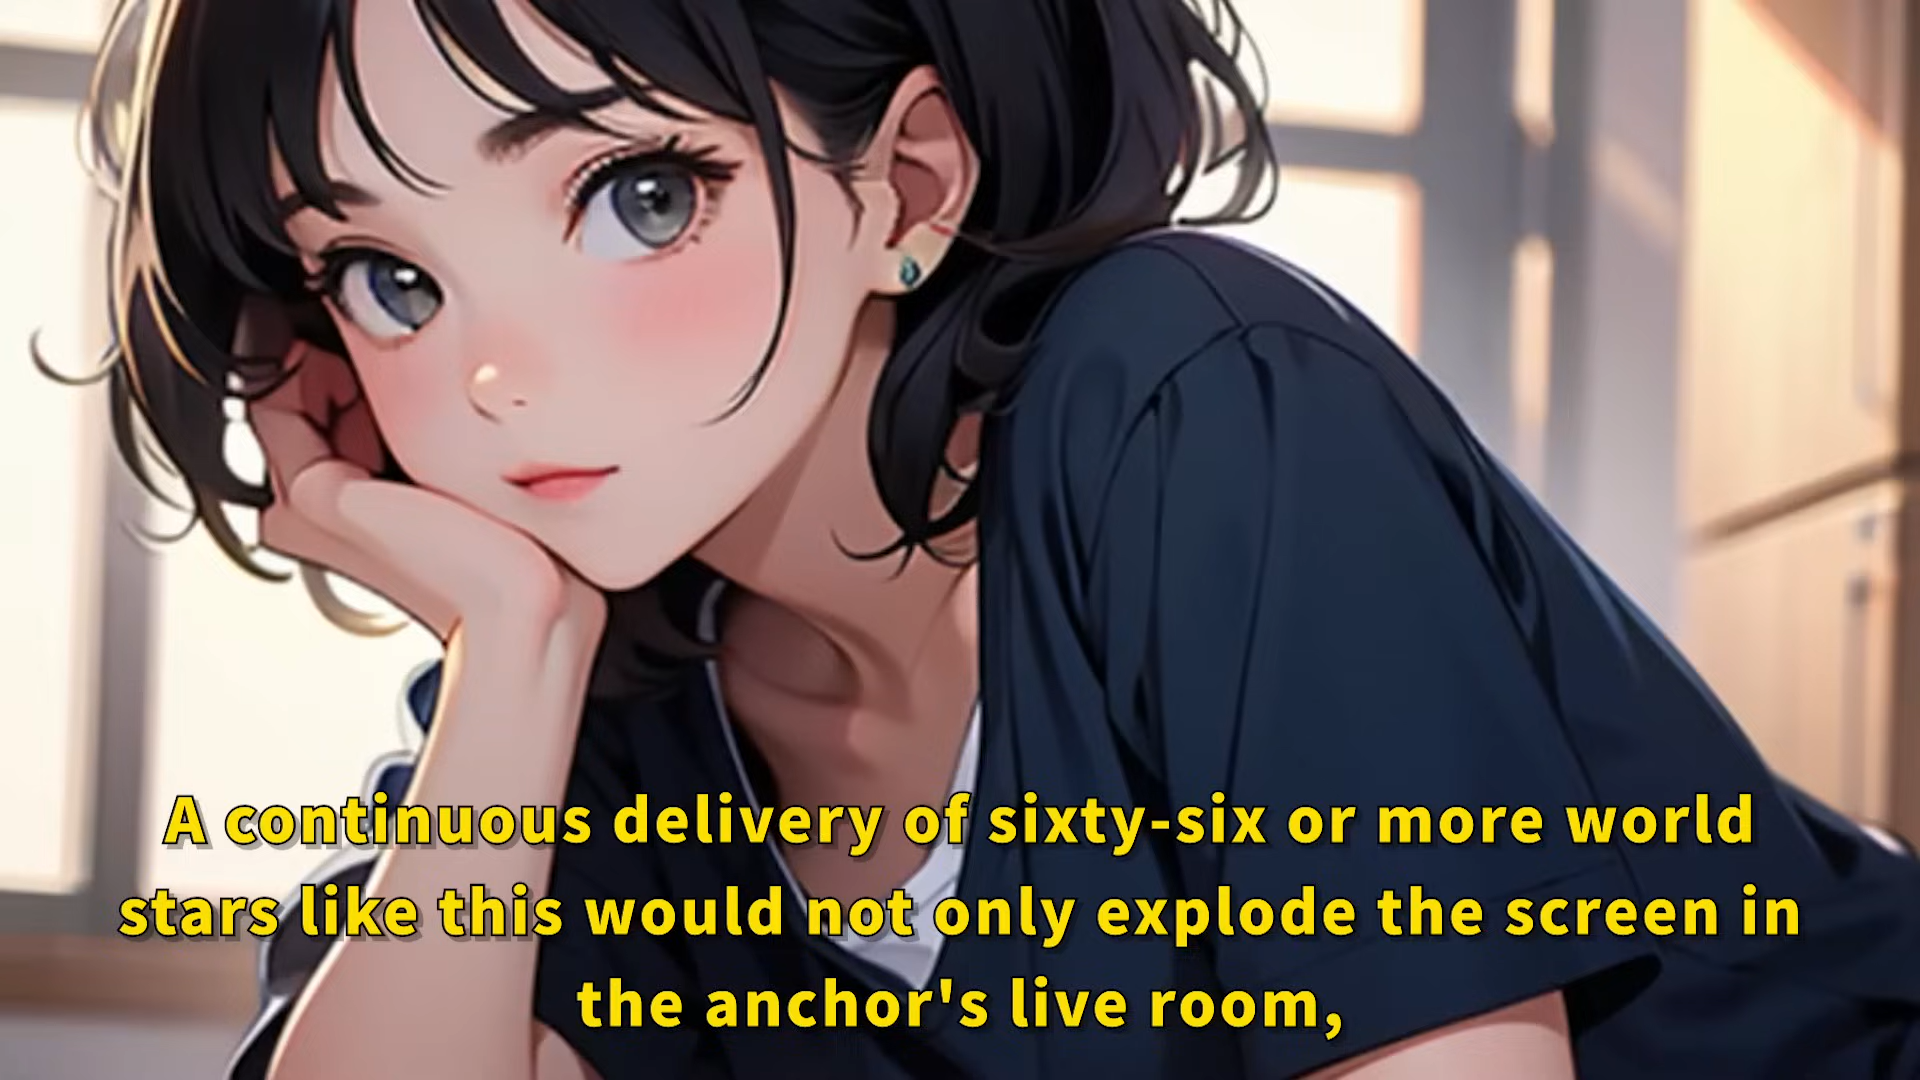 A continuous delivery of sixty-six or more world
stars like this would not only explode the screen in
the anchor's live room,